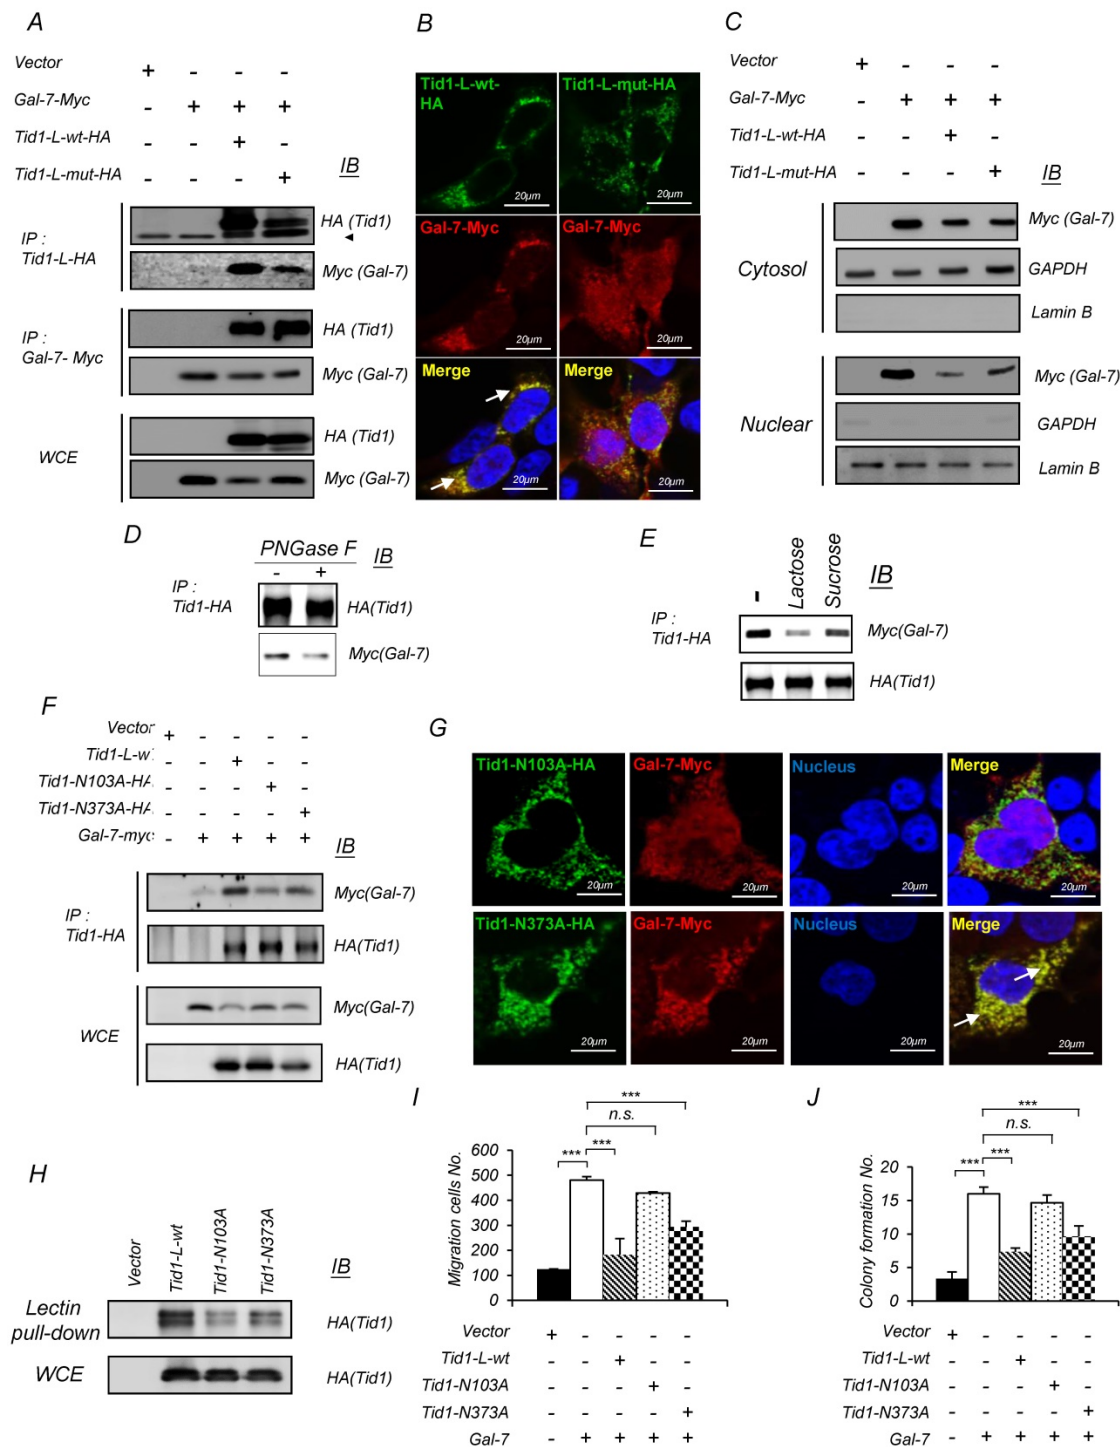 A
Vector + - - -
Gal-7-Myc - + + +
Tid1-L-wt-HA - - + -
Tid1-L-mut-HA - - - +
IB
IP :
Tid1-L-HA
HA (Tid1)
Myc (Gal-7)
IP :
Gal-7- Myc
HA (Tid1)
Myc (Gal-7)
WCE
HA (Tid1)
Myc (Gal-7)
B
Tid1-L-wt-HA
Tid1-L-mut-HA
20µm
20µm
Gal-7-Myc
Gal-7-Myc
20µm
20µm
Merge
Merge
20µm
20µm
C
Vector + - - -
Gal-7-Myc - + + +
Tid1-L-wt-HA - - + -
Tid1-L-mut-HA - - - +
IB
Cytosol
Myc (Gal-7)
GAPDH
Lamin B
Nuclear
Myc (Gal-7)
GAPDH
Lamin B
D
PNGase F
- +
IB
IP :
Tid1-HA
HA(Tid1)
Myc(Gal-7)
E
- Lactose Sucrose
IB
IP :
Tid1-HA
Myc(Gal-7)
HA(Tid1)
F
Vector + - - - -
Tid1-L-w - - + - -
Tid1-N103A-HA - - - + -
Tid1-N373A-HA - - - - +
Gal-7-myc - + + + +
IB
IP :
Tid1-HA
Myc(Gal-7)
HA(Tid1)
WCE
Myc(Gal-7)
HA(Tid1)
G
Tid1-N103A-HA
Gal-7-Myc
Nucleus
Merge
20µm
20µm
20µm
20µm
Tid1-N373A-HA
Gal-7-Myc
Nucleus
Merge
20µm
20µm
20µm
20µm
H
Vector Tid1-L-wt Tid1-N103A Tid1-N373A
IB
Lectin
pull-down
HA(Tid1)
WCE
HA(Tid1)
I
***
n.s.
*** ***
Migration cells No.
600
500
400
300
200
100
0
Vector + - - - -
Tid1-L-wt - - + - -
Tid1-N103A - - - + -
Tid1-N373A - - - - +
Gal-7 - + + + +
J
***
n.s.
*** ***
Colony formation No.
20
15
10
5
0
Vector + - - - -
Tid1-L-wt - - + - -
Tid1-N103A - - - + -
Tid1-N373A - - - - +
Gal-7 - + + + +